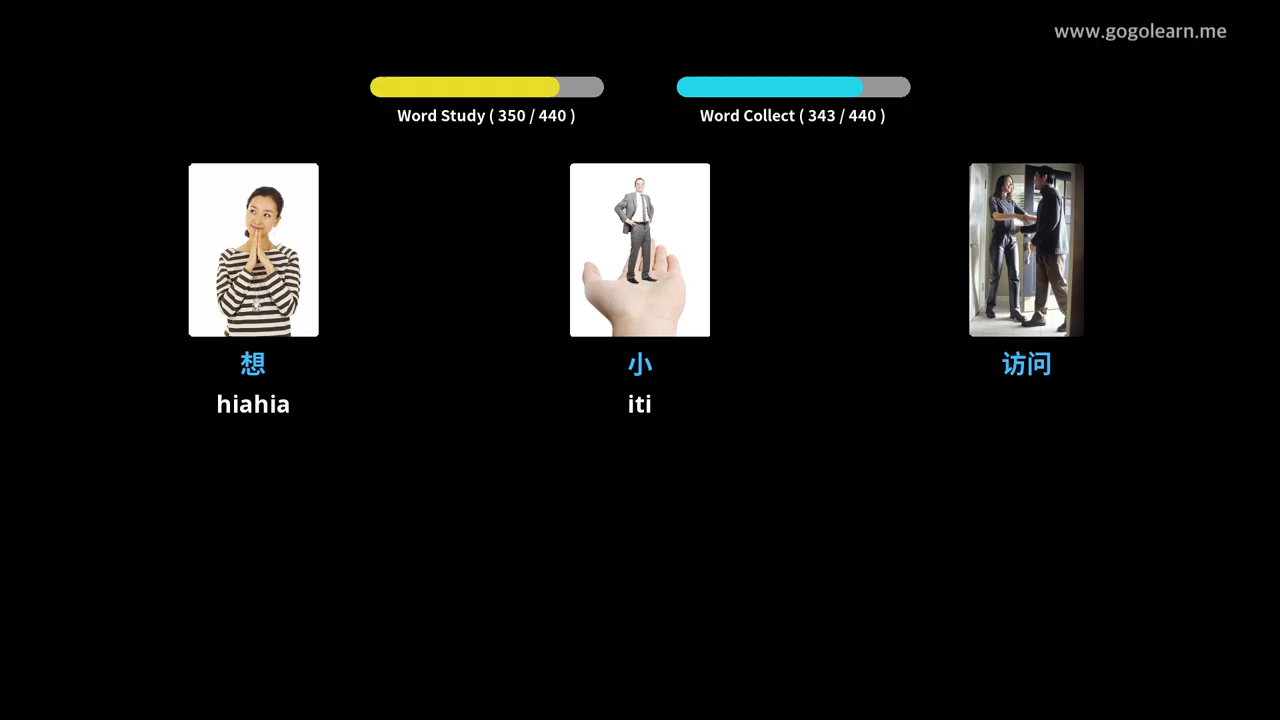 www.gogolearn.me
Word Study ( 350 / 440 )
Word Collect ( 343 / 440 )
想
小
访问
hiahia
iti